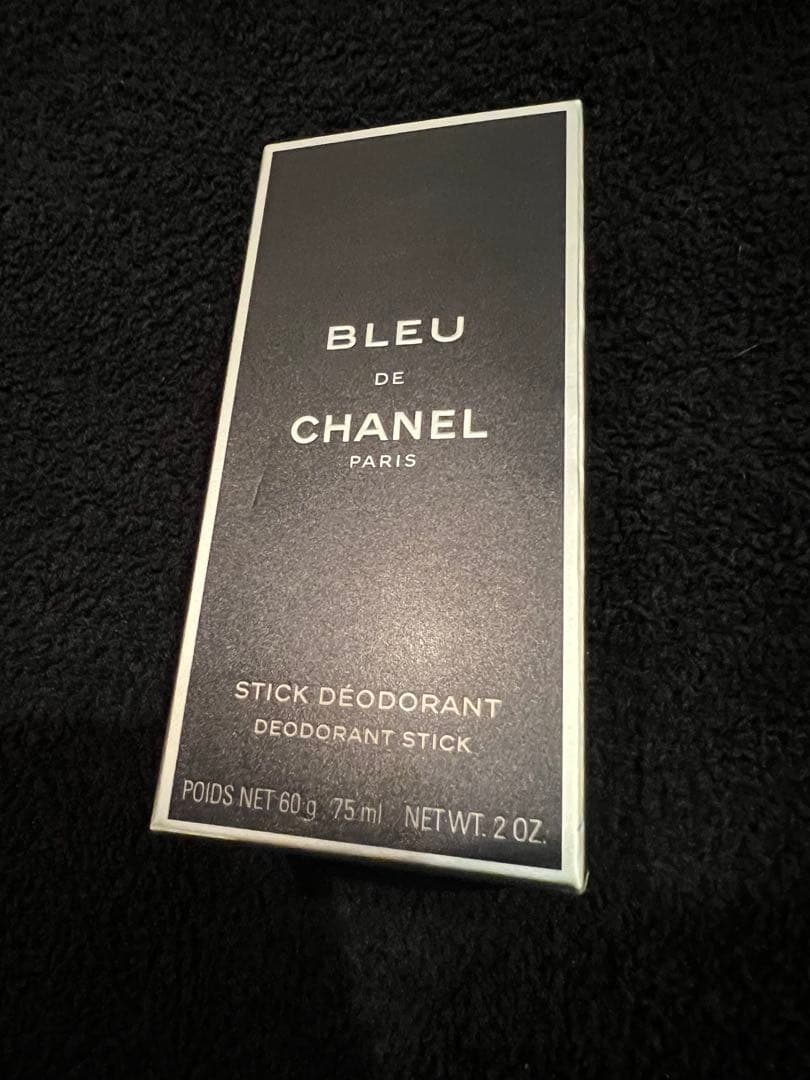 BLEU
DE
CHANEL
PARIS
STICK DÉODORANT
DEODORANT STICK
POIDS NET 60 g 75 ml NET WT. 2 OZ.